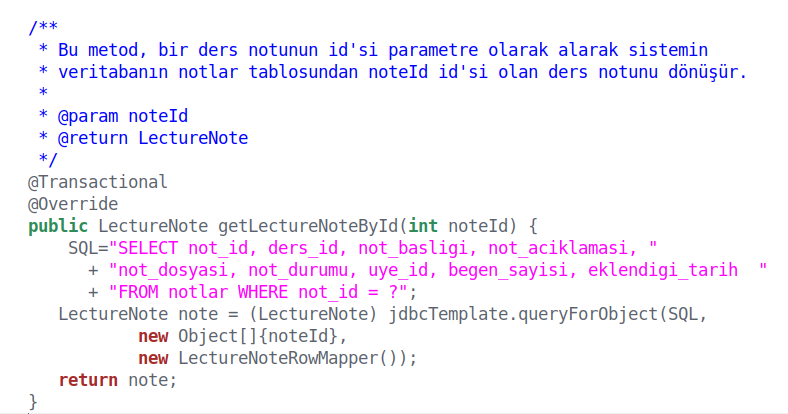 /**
 * Bu metod, bir ders notunun id'si parametre olarak alarak sistemin
 * veritabanın notlar tablosundan noteId id'si olan ders notunu dönüşür.
 *
 * @param noteId
 * @return LectureNote
 */
@Transactional
@Override
public LectureNote getLectureNoteById(int noteId) {
    SQL="SELECT not_id, ders_id, not_basligi, not_aciklamasi, "
      + "not_dosyasi, not_durumu, uye_id, begen_sayisi, eklendigi_tarih  "
      + "FROM notlar WHERE not_id = ?";
   LectureNote note = (LectureNote) jdbcTemplate.queryForObject(SQL,
           new Object[]{noteId},
           new LectureNoteRowMapper());
   return note;
}